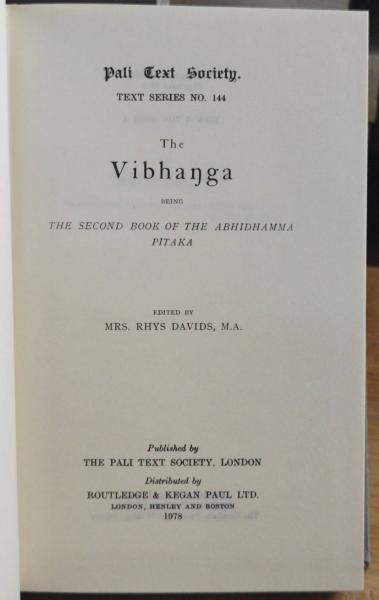 Pali Text Society.
TEXT SERIES NO. 144
The
Vibhaŋga
BEING
THE SECOND BOOK OF THE ABHIDHAMMA
PITAKA
EDITED BY
MRS. RHYS DAVIDS, M.A.
Published by
THE PALI TEXT SOCIETY, LONDON
Distributed by
ROUTLEDGE & KEGAN PAUL LTD.
LONDON, HENLEY AND BOSTON
1978